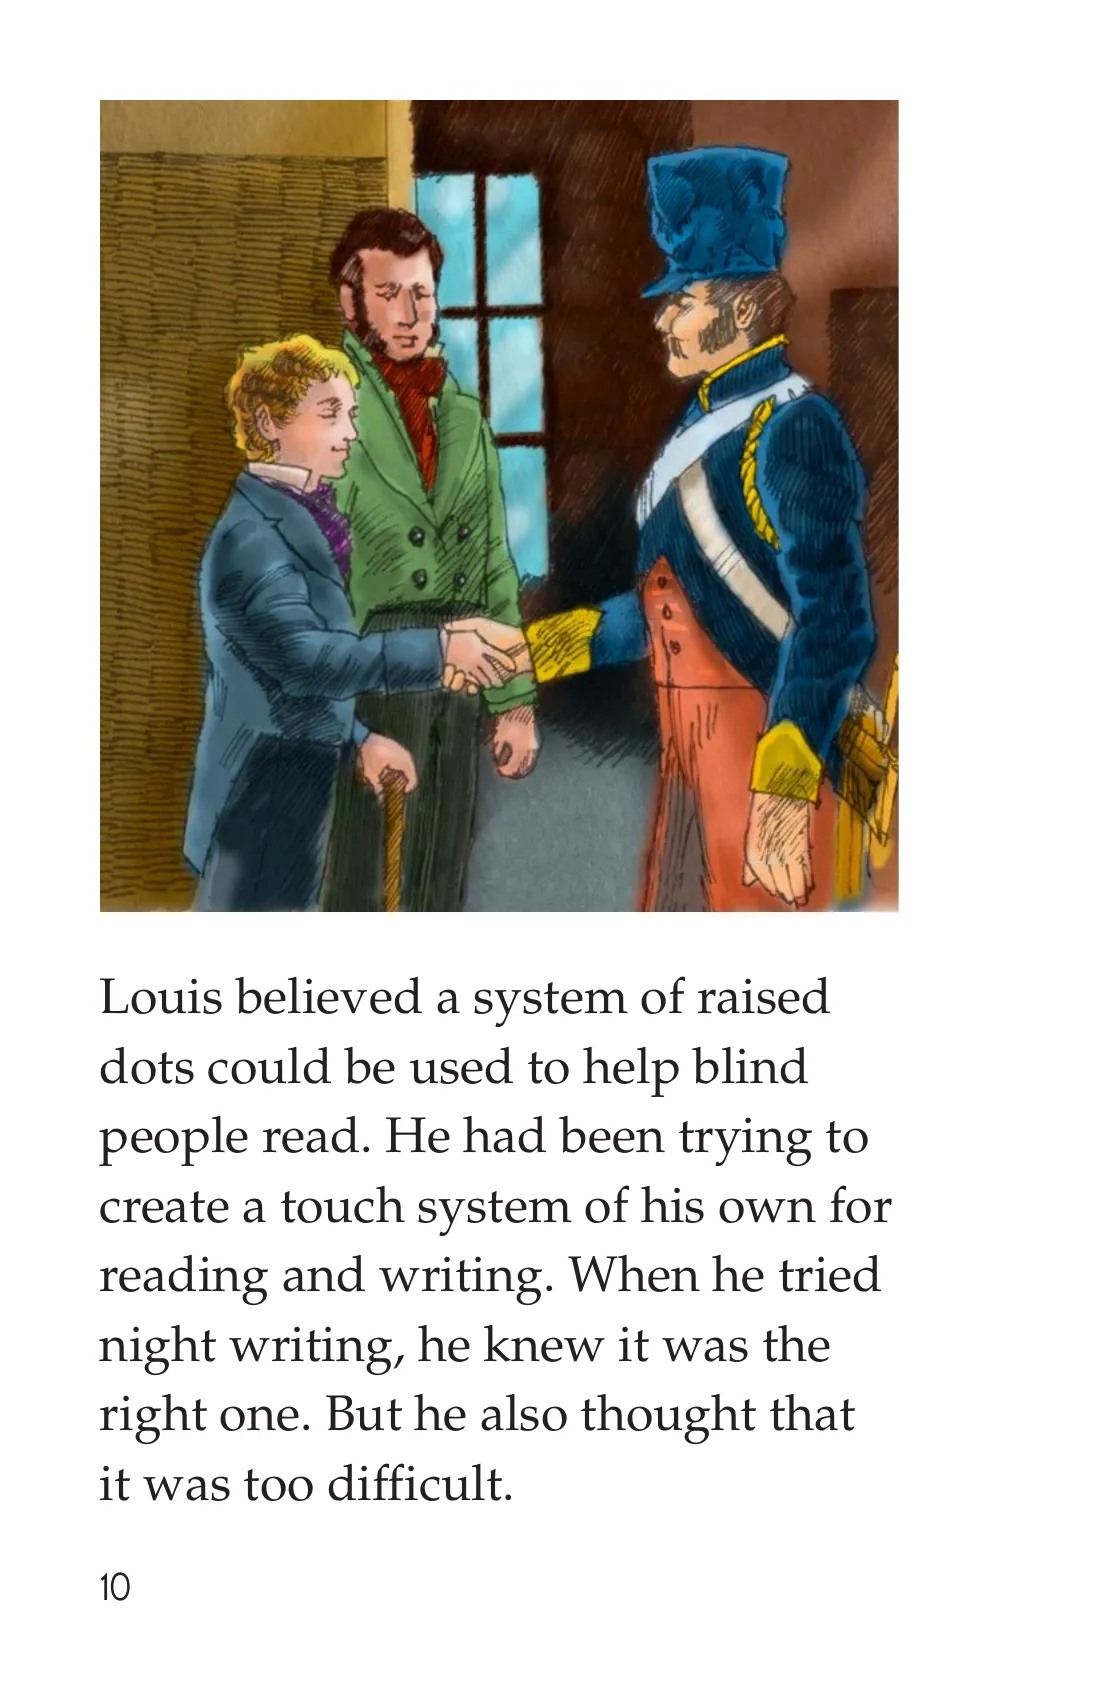 Louis believed a system of raised
dots could be used to help blind
people read. He had been trying to
create a touch system of his own for
reading and writing. When he tried
night writing, he knew it was the
right one. But he also thought that
it was too difficult.
10